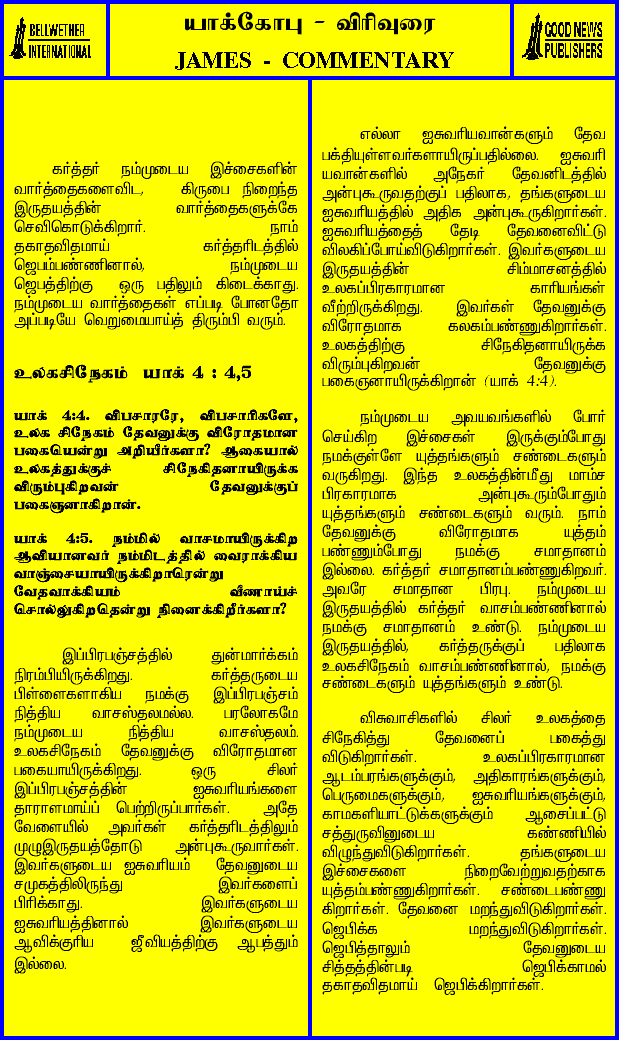 BELLWETHER
INTERNATIONAL
யாக்கோபு - விரிவுரை
JAMES - COMMENTARY
GOOD NEWS
PUBLISHERS
கர்த்தர் நம்முடைய இச்சைகளின்
வார்த்தைகளைவிட, கிருபை நிறைந்த
இருதயத்தின் வார்த்தைகளுக்கே
செவிகொடுக்கிறார். நாம்
தகாதவிதமாய் கர்த்தரிடத்தில்
ஜெபம்பண்ணினால், நம்முடைய
ஜெபத்திற்கு ஒரு பதிலும் கிடைக்காது.
நம்முடைய வார்த்தைகள் எப்படி போனதோ
அப்படியே வெறுமையாய்த் திரும்பி வரும்.
உலகசிநேகம் யாக் 4 : 4,5
யாக் 4:4. விபசாரரே, விபசாரிகளே,
உலக சிநேகம் தேவனுக்கு விரோதமான
பகையென்று அறியீர்களா? ஆகையால்
உலகத்துக்குச் சிநேகிதனாயிருக்க
விரும்புகிறவன் தேவனுக்குப்
பகைஞனாகிறான்.
யாக் 4:5. நம்மில் வாசமாயிருக்கிற
ஆவியானவர் நம்மிடத்தில் வைராக்கிய
வாஞ்சையாயிருக்கிறாரென்று
வேதவாக்கியம் வீணாய்ச்
சொல்லுகிறதென்று நினைக்கிறீர்களா?
இப்பிரபஞ்சத்தில் துன்மார்க்கம்
நிரம்பியிருக்கிறது. கர்த்தருடைய
பிள்ளைகளாகிய நமக்கு இப்பிரபஞ்சம்
நித்திய வாசஸ்தலமல்ல. பரலோகமே
நம்முடைய நித்திய வாசஸ்தலம்.
உலகசிநேகம் தேவனுக்கு விரோதமான
பகையாயிருக்கிறது. ஒரு சிலர்
இப்பிரபஞ்சத்தின் ஐசுவரியங்களை
தாராளமாய்ப் பெற்றிருப்பார்கள். அதே
வேளையில் அவர்கள் கர்த்தரிடத்திலும்
முழுஇருதயத்தோடு அன்புகூருவார்கள்.
இவர்களுடைய ஐசுவரியம் தேவனுடைய
சமுகத்திலிருந்து இவர்களைப்
பிரிக்காது. இவர்களுடைய
ஐசுவரியத்தினால் இவர்களுடைய
ஆவிக்குரிய ஜீவியத்திற்கு ஆபத்தும்
இல்லை.
எல்லா ஐசுவரியவான்களும் தேவ
பக்தியுள்ளவர்களாயிருப்பதில்லை. ஐசுவரி
யவான்களில் அநேகர் தேவனிடத்தில்
அன்புகூருவதற்குப் பதிலாக, தங்களுடைய
ஐசுவரியத்தில் அதிக அன்புகூருகிறார்கள்.
ஐசுவரியத்தைத் தேடி தேவனைவிட்டு
விலகிப்போய்விடுகிறார்கள். இவர்களுடைய
இருதயத்தின் சிம்மாசனத்தில்
உலகப்பிரகாரமான காரியங்கள்
வீற்றிருக்கிறது. இவர்கள் தேவனுக்கு
விரோதமாக கலகம்பண்ணுகிறார்கள்.
உலகத்திற்கு சிநேகிதனாயிருக்க
விரும்புகிறவன் தேவனுக்கு
பகைஞனாயிருக்கிறான் (யாக் 4:4).
நம்முடைய அவயவங்களில் போர்
செய்கிற இச்சைகள் இருக்கும்போது
நமக்குள்ளே யுத்தங்களும் சண்டைகளும்
வருகிறது. இந்த உலகத்தின்மீது மாம்ச
பிரகாரமாக அன்புகூரும்போதும்
யுத்தங்களும் சண்டைகளும் வரும். நாம்
தேவனுக்கு விரோதமாக யுத்தம்
பண்ணும்போது நமக்கு சமாதானம்
இல்லை. கர்த்தர் சமாதானம்பண்ணுகிறவர்.
அவரே சமாதான பிரபு. நம்முடைய
இருதயத்தில் கர்த்தர் வாசம்பண்ணினால்
நமக்கு சமாதானம் உண்டு. நம்முடைய
இருதயத்தில், கர்த்தருக்குப் பதிலாக
உலகசிநேகம் வாசம்பண்ணினால், நமக்கு
சண்டைகளும் யுத்தங்களும் உண்டு.
விசுவாசிகளில் சிலர் உலகத்தை
சிநேகித்து தேவனைப் பகைத்து
விடுகிறார்கள். உலகப்பிரகாரமான
ஆடம்பரங்களுக்கும், அதிகாரங்களுக்கும்,
பெருமைகளுக்கும், ஐசுவரியங்களுக்கும்,
காமகளியாட்டுக்களுக்கும் ஆசைப்பட்டு
சத்துருவினுடைய கண்ணியில்
விழுந்துவிடுகிறார்கள். தங்களுடைய
இச்சைகளை நிறைவேற்றுவதற்காக
யுத்தம்பண்ணுகிறார்கள். சண்டைபண்ணு
கிறார்கள். தேவனை மறந்துவிடுகிறார்கள்.
ஜெபிக்க மறந்துவிடுகிறார்கள்.
ஜெபித்தாலும் தேவனுடைய
சித்தத்தின்படி ஜெபிக்காமல்
தகாதவிதமாய் ஜெபிக்கிறார்கள்.